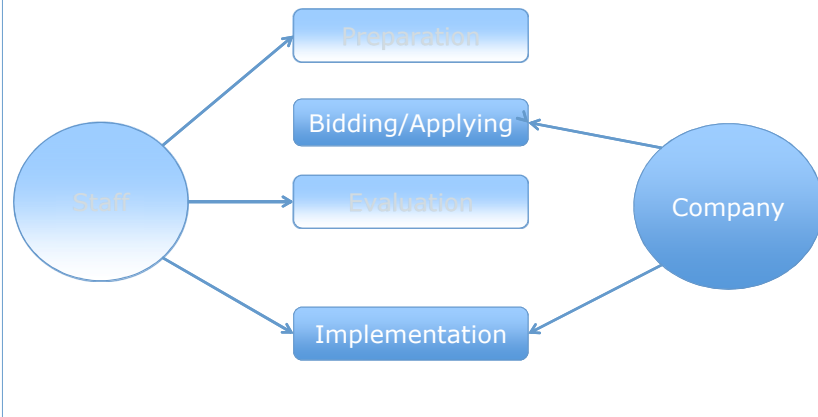 Preparation
Bidding/Applying
Staff
Evaluation
Company
Implementation